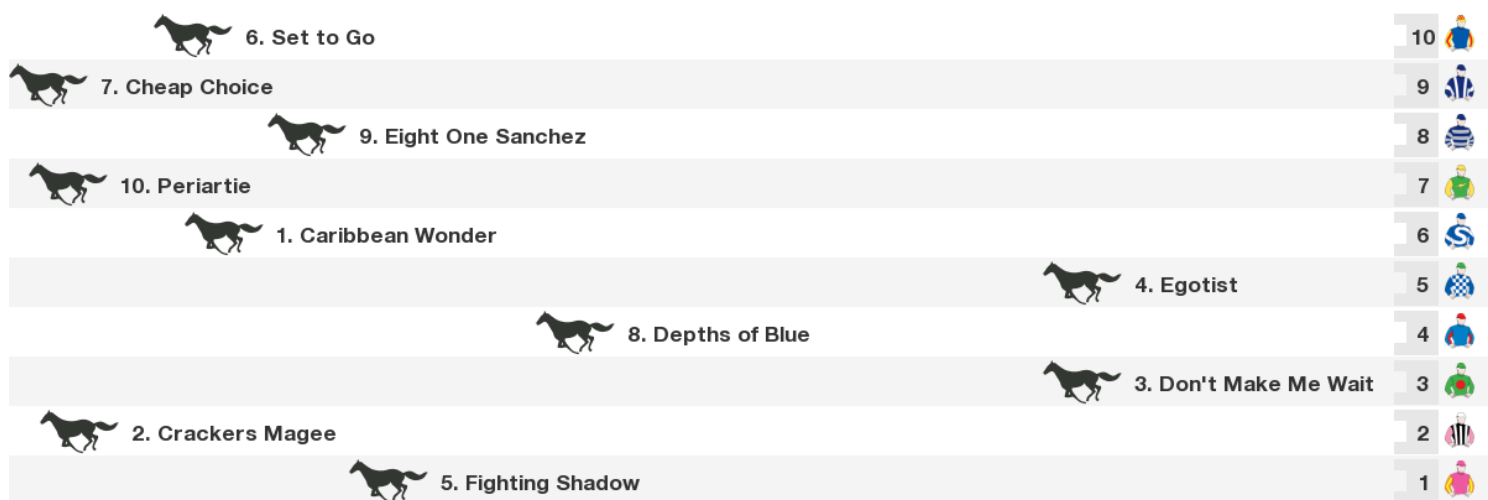 6. Set to Go 10
7. Cheap Choice 9
9. Eight One Sanchez 8
10. Periartie 7
1. Caribbean Wonder 6 S
4. Egotist 5
8. Depths of Blue 4
3. Don't Make Me Wait 3
2. Crackers Magee 2
5. Fighting Shadow 1